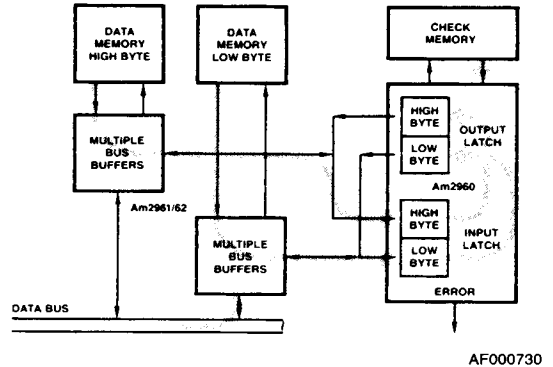 DATA
MEMORY
HIGH BYTE
DATA
MEMORY
LOW BYTE
CHECK
MEMORY
MULTIPLE
BUS
BUFFERS
Am2961/62
MULTIPLE
BUS
BUFFERS
HIGH
BYTE
LOW
BYTE
OUTPUT
LATCH
Am2960
HIGH
BYTE
LOW
BYTE
INPUT
LATCH
ERROR
DATA BUS
AF000730